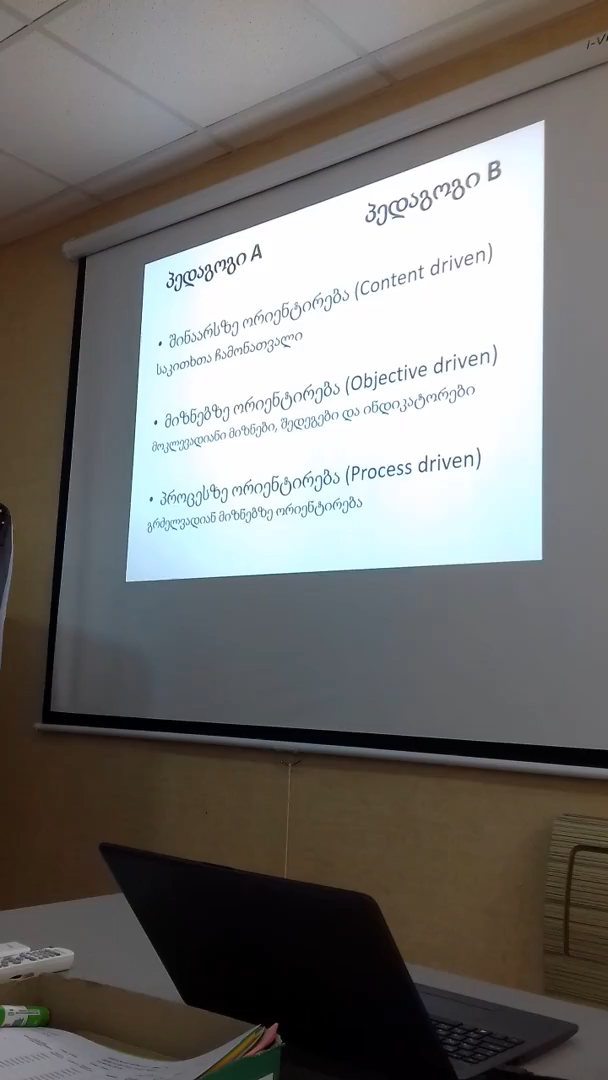 პედაგოგი A
პედაგოგი B
• შინაარსზე ორიენტირება (Content driven)
საკითხთა ჩამონათვალი
• მიზნებზე ორიენტირება (Objective driven)
მოკლევადიანი მიზნები, შედეგები და ინდიკატორები
• პროცესზე ორიენტირება (Process driven)
გრძელვადიან მიზნებზე ორიენტირება